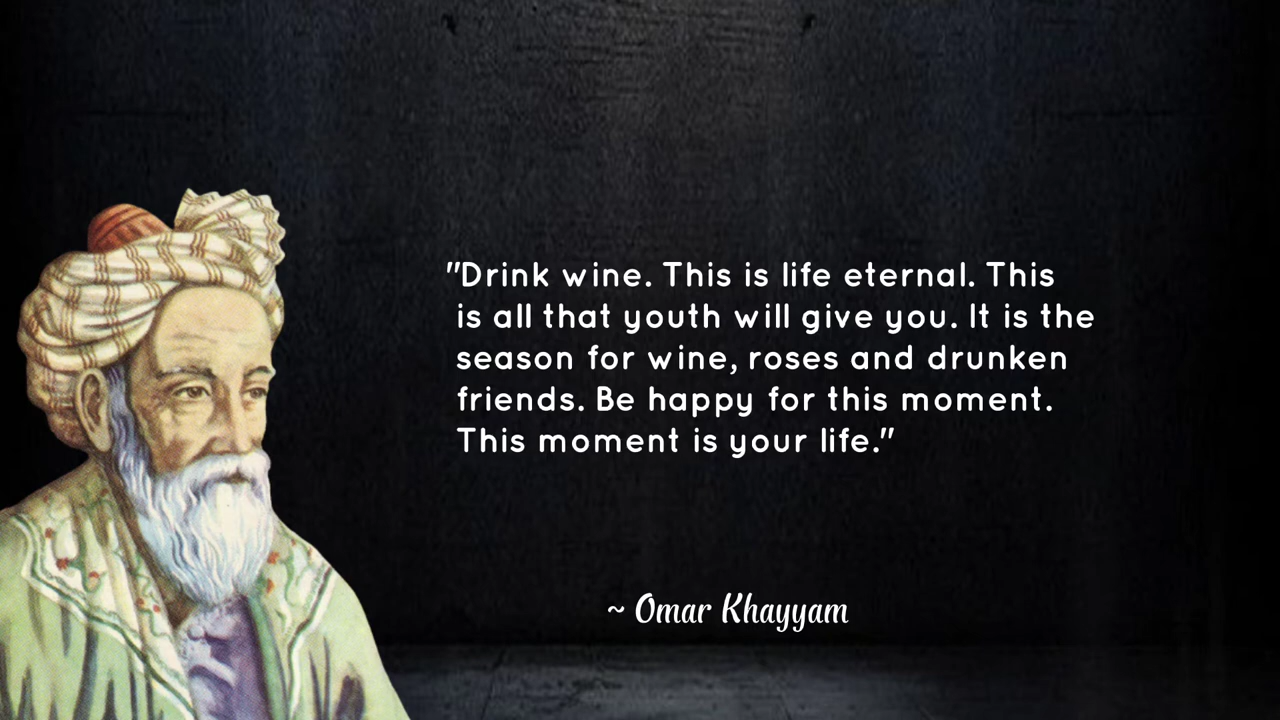 "Drink wine. This is life eternal. This
is all that youth will give you. It is the
season for wine, roses and drunken
friends. Be happy for this moment.
This moment is your life."
~ Omar Khayyam